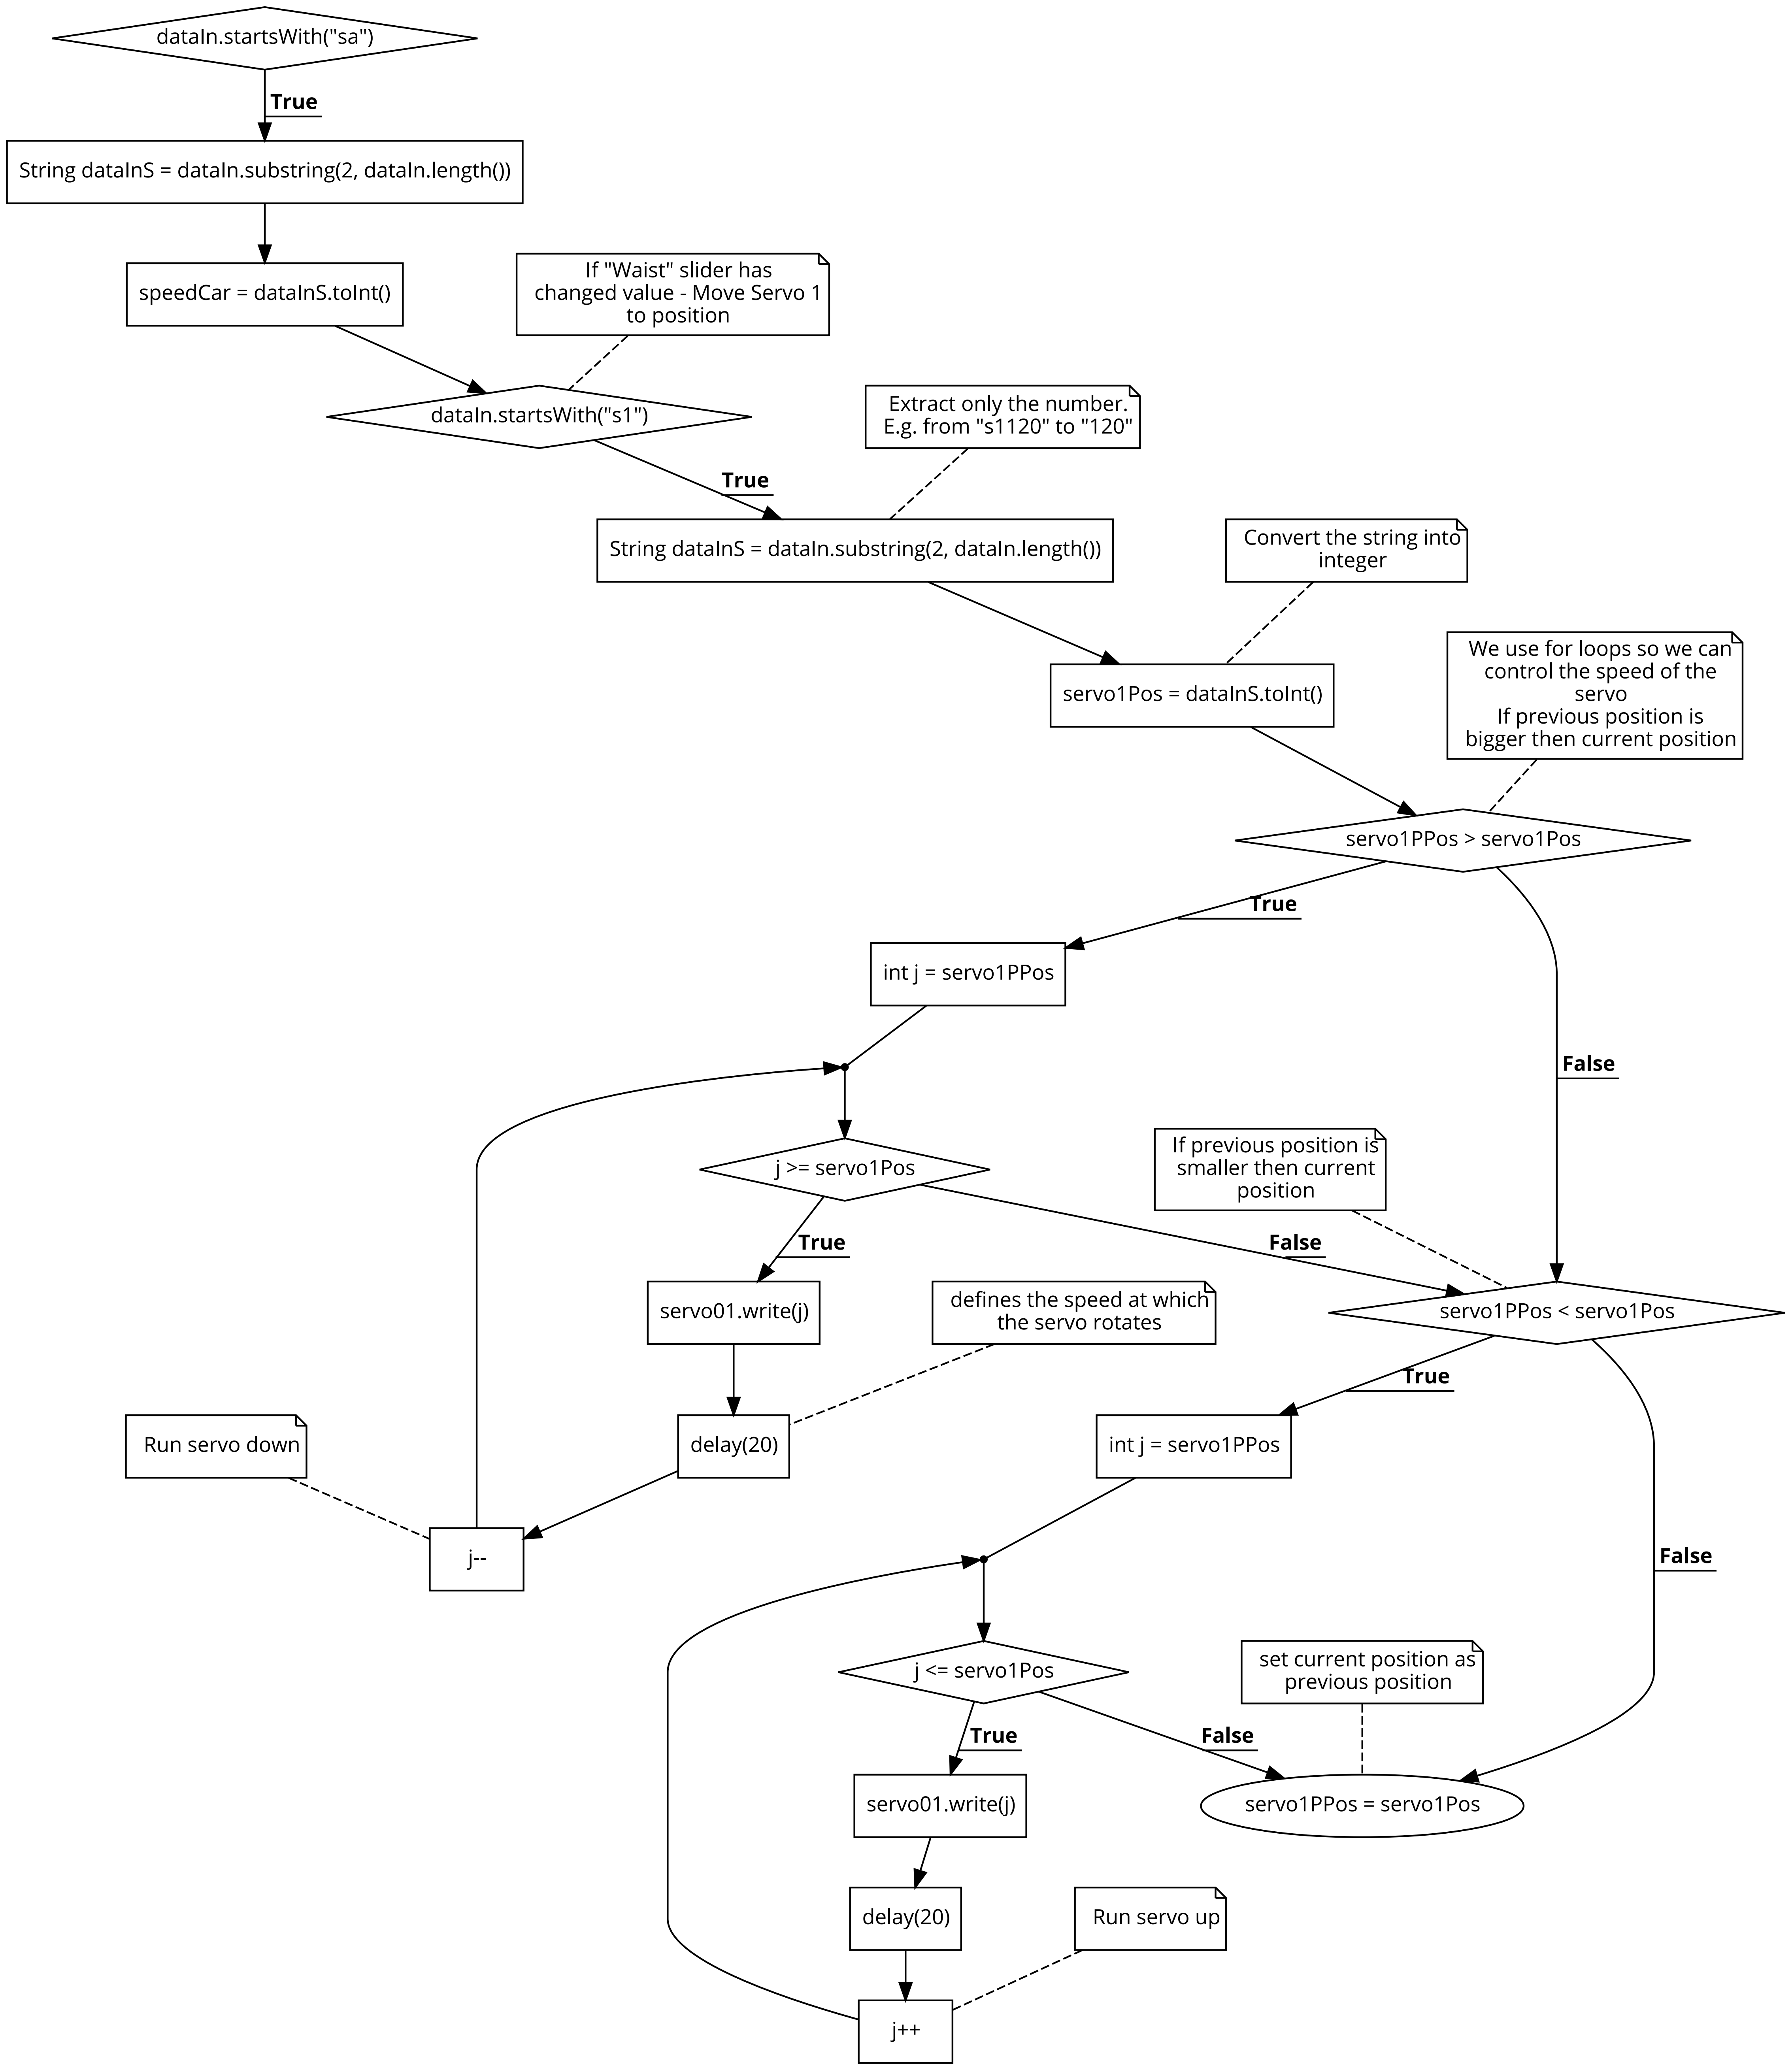 dataIn.startsWith("sa")
True
String dataInS = dataIn.substring(2, dataIn.length())
speedCar = dataInS.toInt()
If "Waist" slider has
changed value - Move Servo 1
to position
dataIn.startsWith("s1")
Extract only the number.
E.g. from "s1120" to "120"
True
String dataInS = dataIn.substring(2, dataIn.length())
Convert the string into
integer
We use for loops so we can
control the speed of the
servo
If previous position is
bigger then current position
servo1Pos = dataInS.toInt()
servo1PPos > servo1Pos
True
int j = servo1PPos
False
If previous position is
smaller then current
position
j >= servo1Pos
True
False
servo01.write(j)
defines the speed at which
the servo rotates
servo1PPos < servo1Pos
True
Run servo down
delay(20)
int j = servo1PPos
j--
False
j <= servo1Pos
set current position as
previous position
True
False
servo01.write(j)
servo1PPos = servo1Pos
delay(20)
Run servo up
j++